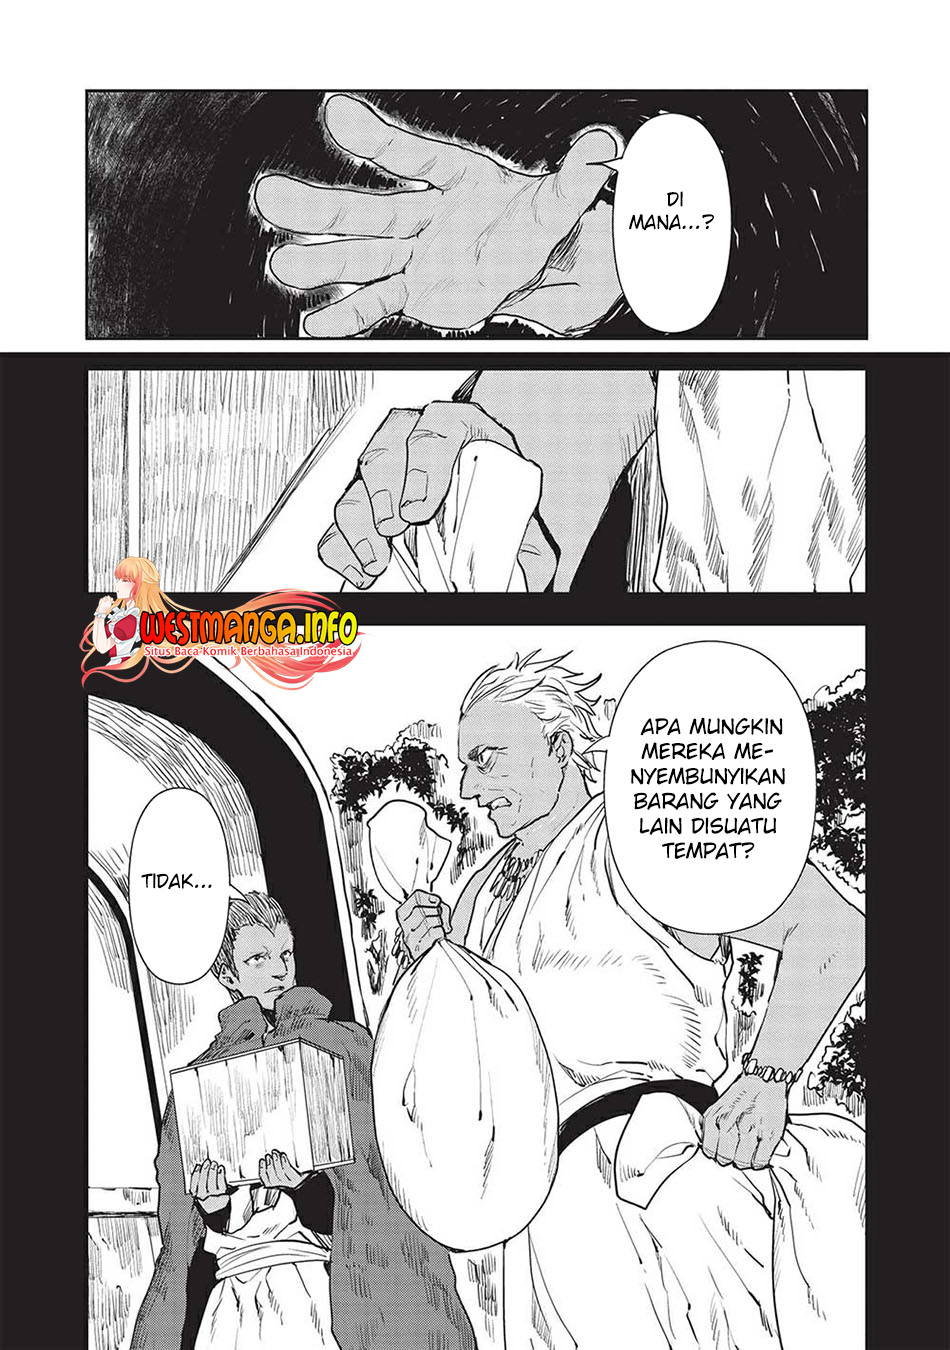 DI
MANA...?
WESTMANGA.INFO
Situs Baca Komik Berbahasa Indonesia
APA MUNGKIN
MEREKA ME-
NYEMBUNYIKAN
BARANG YANG
LAIN DISUATU
TEMPAT?
TIDAK...